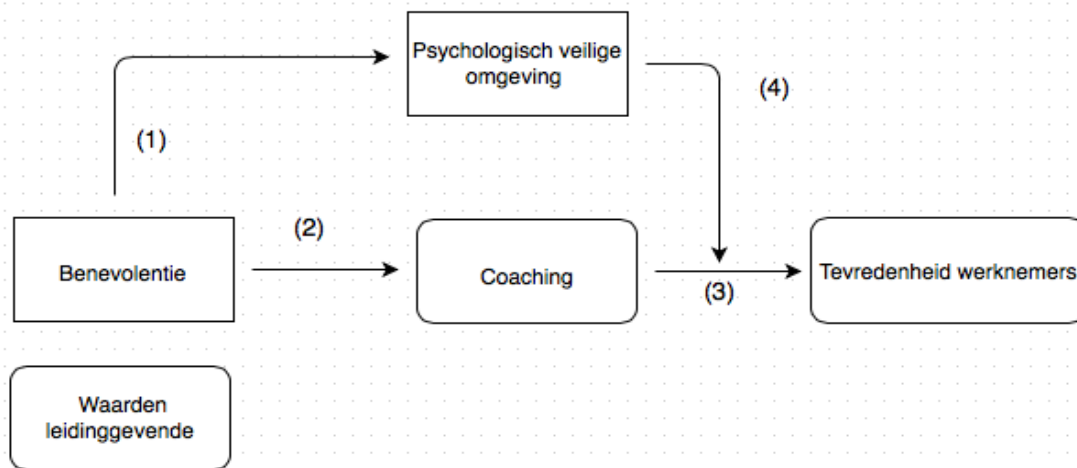 Psychologisch veilige
omgeving
(4)
(1)
(2)
Benevolentie
Coaching
Tevredenheid werknemers
(3)
Waarden
leidinggevende